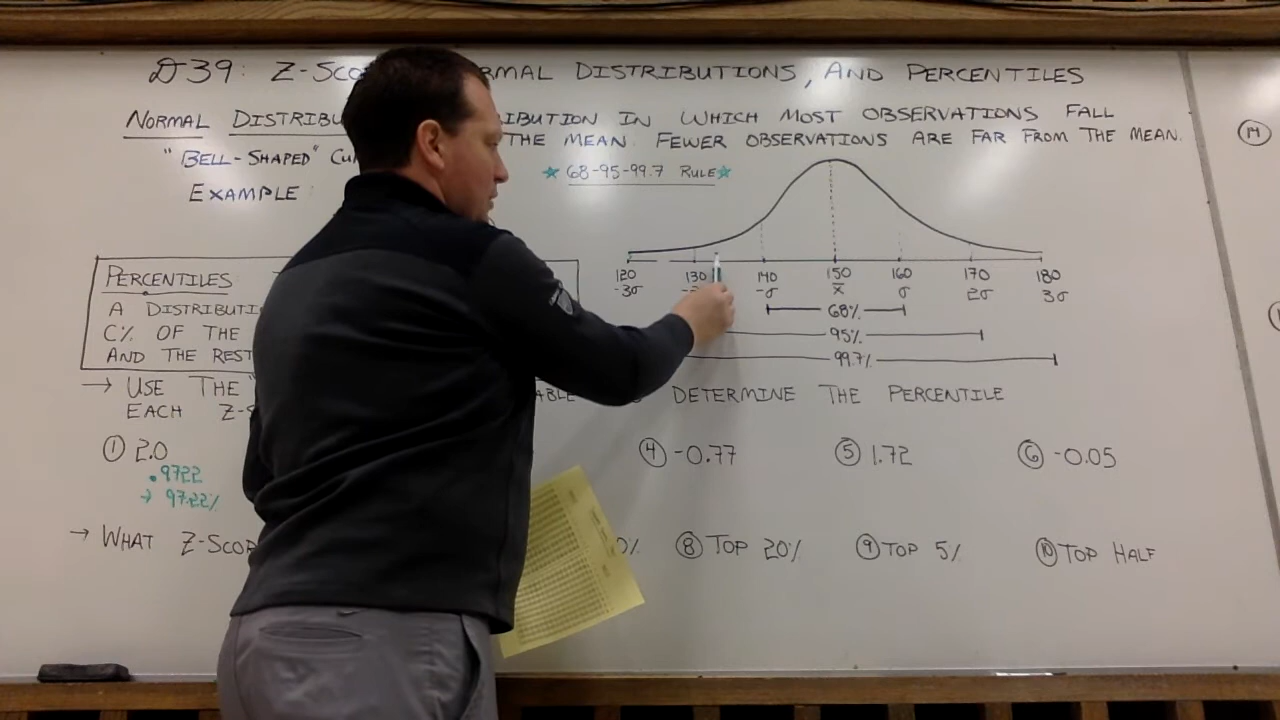 D39: Z-SCO RMAL DISTRIBUTIONS, AND PERCENTILES
NORMAL DISTRIBU IBUTION IN WHICH MOST OBSERVATIONS FALL
THE MEAN. FEWER OBSERVATIONS ARE FAR FROM THE MEAN.
"BELL-SHAPED" CU
★ 68-95-99.7 RULE ★
EXAMPLE:
120 130 140 150 160 170 180
-3σ -2 -σ x̄ σ 2σ 3σ
68%
95%
99.7%
PERCENTILES
A DISTRIBUTI
C% OF THE
AND THE REST
→ USE THE " ABLE DETERMINE THE PERCENTILE
EACH Z-S
① 2.0 ④ -0.77 ⑤ 1.72 ⑥ -0.05
.9722
→ 97.22%
→ WHAT Z-SCOR 0% ⑧ TOP 20% ⑨ TOP 5% ⑩ TOP HALF
14